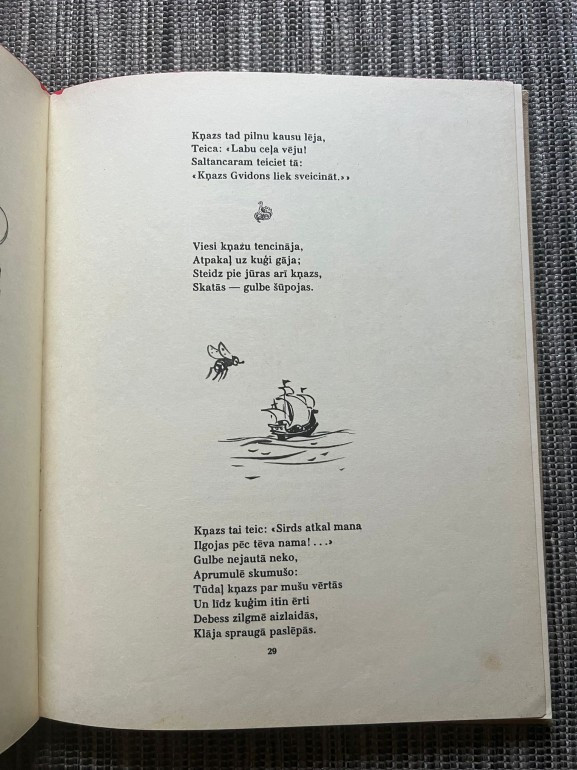 Kņazs tad pilnu kausu lēja,
Teica: «Labu ceļa vēju!
Saltancaram teiciet tā:
«Kņazs Gvidons liek sveicināt.»»
Viesi kņazu tencināja,
Atpakaļ uz kuģi gāja;
Steidz pie jūras arī kņazs,
Skatās — gulbe šūpojas.
Kņazs tai teic: «Sirds atkal mana
Ilgojas pēc tēva nama! ...»
Gulbe nejautā neko,
Aprumulē skumušo:
Tūdaļ kņazs par mušu vērtās
Un līdz kuģim itin ērti
Debess zilgmē aizlaidās,
Klāja spraugā paslēpās.
29